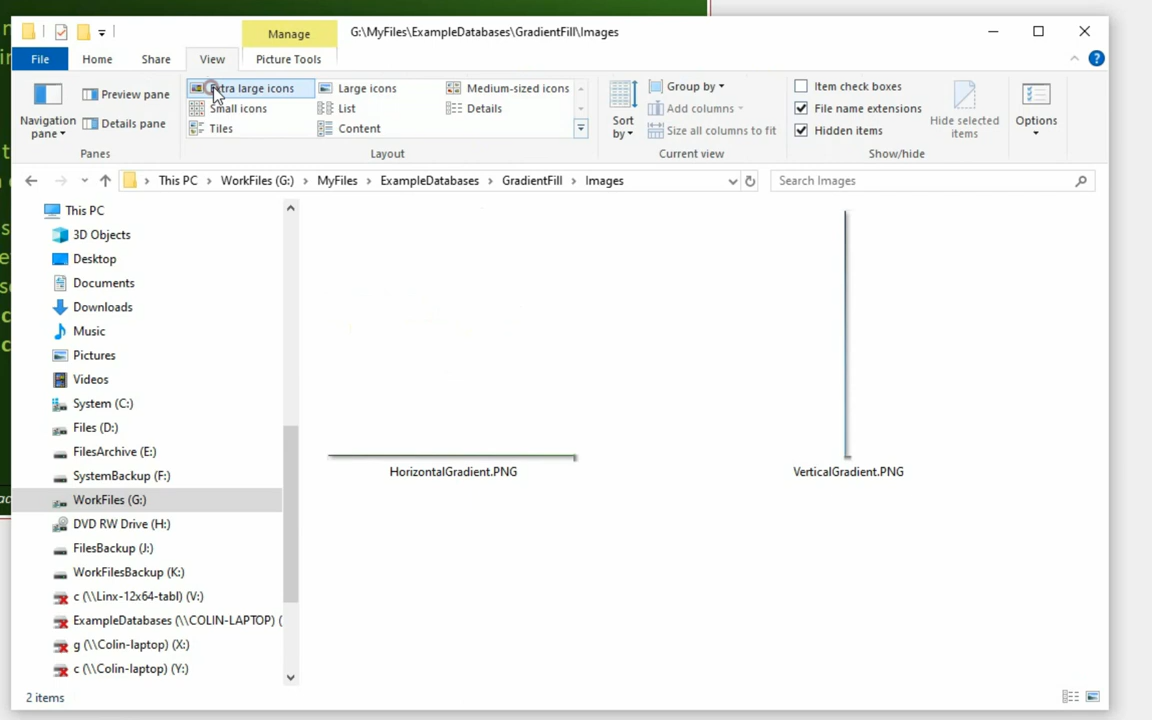 Manage
G:\MyFiles\ExampleDatabases\GradientFill\Images
File
Home
Share
View
Picture Tools
Navigation pane
Preview pane
Details pane
Panes
Extra large icons
Large icons
Medium-sized icons
Small icons
List
Details
Tiles
Content
Layout
Sort by
Group by
Add columns
Size all columns to fit
Current view
Item check boxes
File name extensions
Hidden items
Hide selected items
Show/hide
Options
This PC > WorkFiles (G:) > MyFiles > ExampleDatabases > GradientFill > Images
Search Images
This PC
3D Objects
Desktop
Documents
Downloads
Music
Pictures
Videos
System (C:)
Files (D:)
FilesArchive (E:)
SystemBackup (F:)
WorkFiles (G:)
DVD RW Drive (H:)
FilesBackup (J:)
WorkFilesBackup (K:)
c (\\Linx-12x64-tabl) (V:)
ExampleDatabases (\\COLIN-LAPTOP) (
g (\\Colin-laptop) (X:)
c (\\Colin-laptop) (Y:)
HorizontalGradient.PNG
VerticalGradient.PNG
2 items